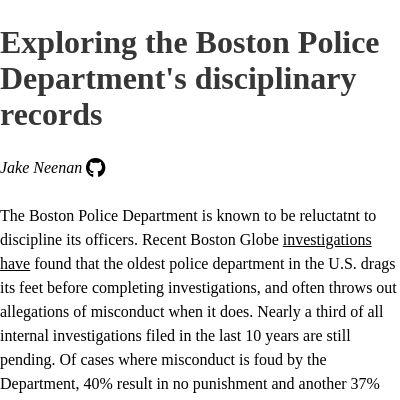 Exploring the Boston Police
Department's disciplinary
records
Jake Neenan
The Boston Police Department is known to be reluctatnt to
discipline its officers. Recent Boston Globe investigations
have found that the oldest police department in the U.S. drags
its feet before completing investigations, and often throws out
allegations of misconduct when it does. Nearly a third of all
internal investigations filed in the last 10 years are still
pending. Of cases where misconduct is foud by the
Department, 40% result in no punishment and another 37%